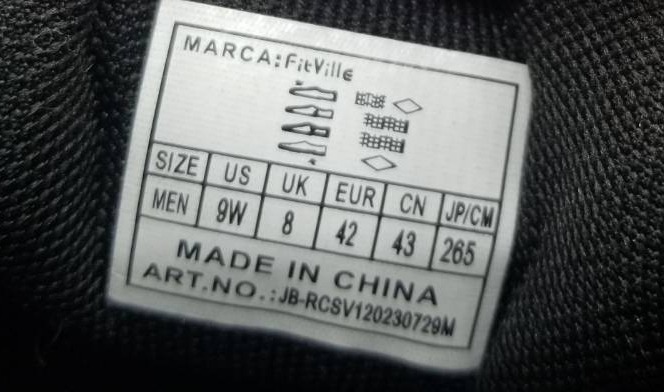 MARCA:FitVille
SIZE US UK EUR CN JP/CM
MEN 9W 8 42 43 265
MADE IN CHINA
ART.NO.:JB-RCSV120230729M